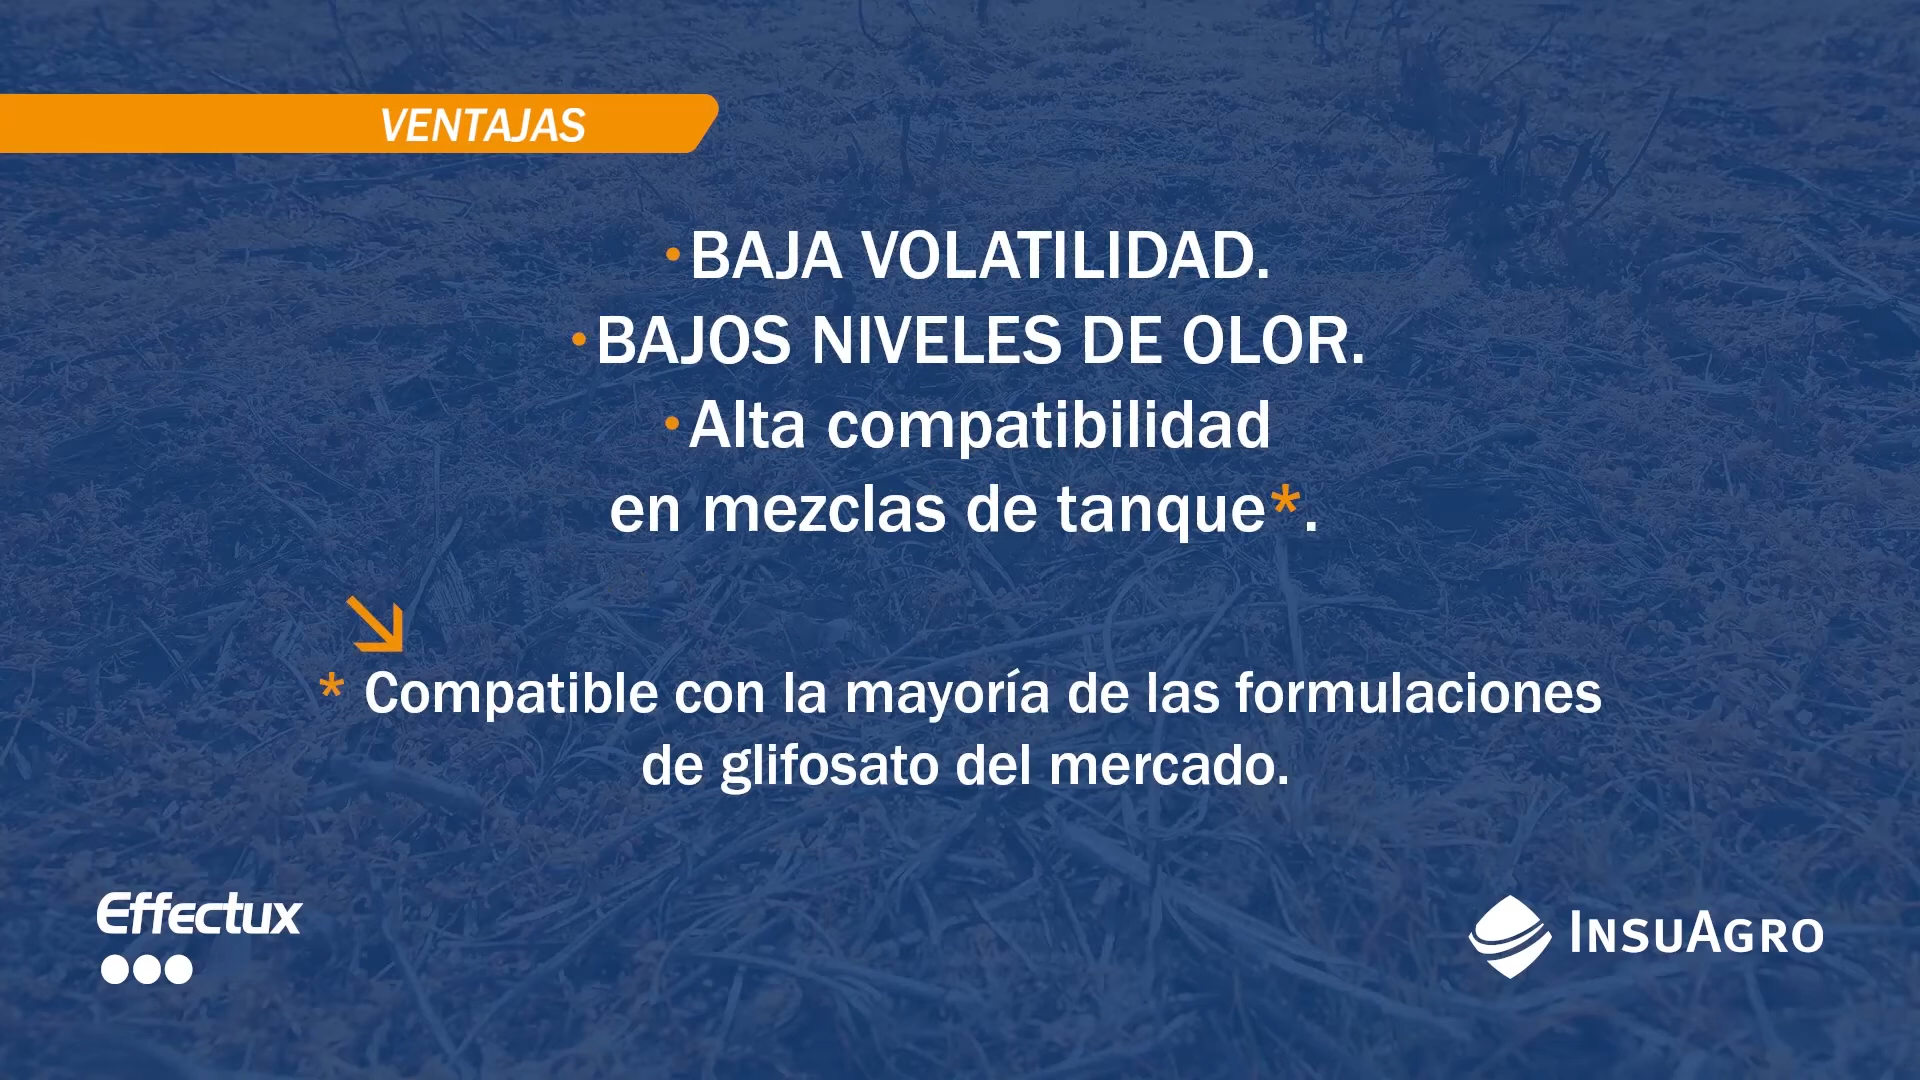 VENTAJAS
•BAJA VOLATILIDAD.
•BAJOS NIVELES DE OLOR.
•Alta compatibilidad
en mezclas de tanque*.
* Compatible con la mayoría de las formulaciones
de glifosato del mercado.
Effectux
INSUAGRO